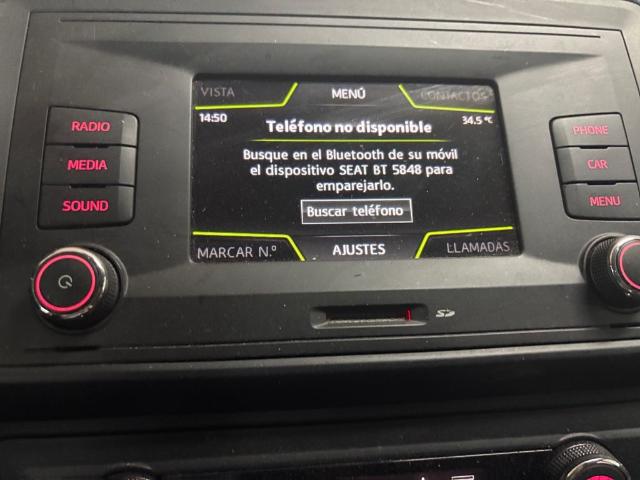 VISTA
MENÚ
CONTACTOS
14:50
34.5 °C
Teléfono no disponible
Busque en el Bluetooth de su móvil
el dispositivo SEAT BT 5848 para
emparejarlo.
Buscar teléfono
MARCAR N.º
AJUSTES
LLAMADAS
RADIO
MEDIA
SOUND
PHONE
CAR
MENU
SD